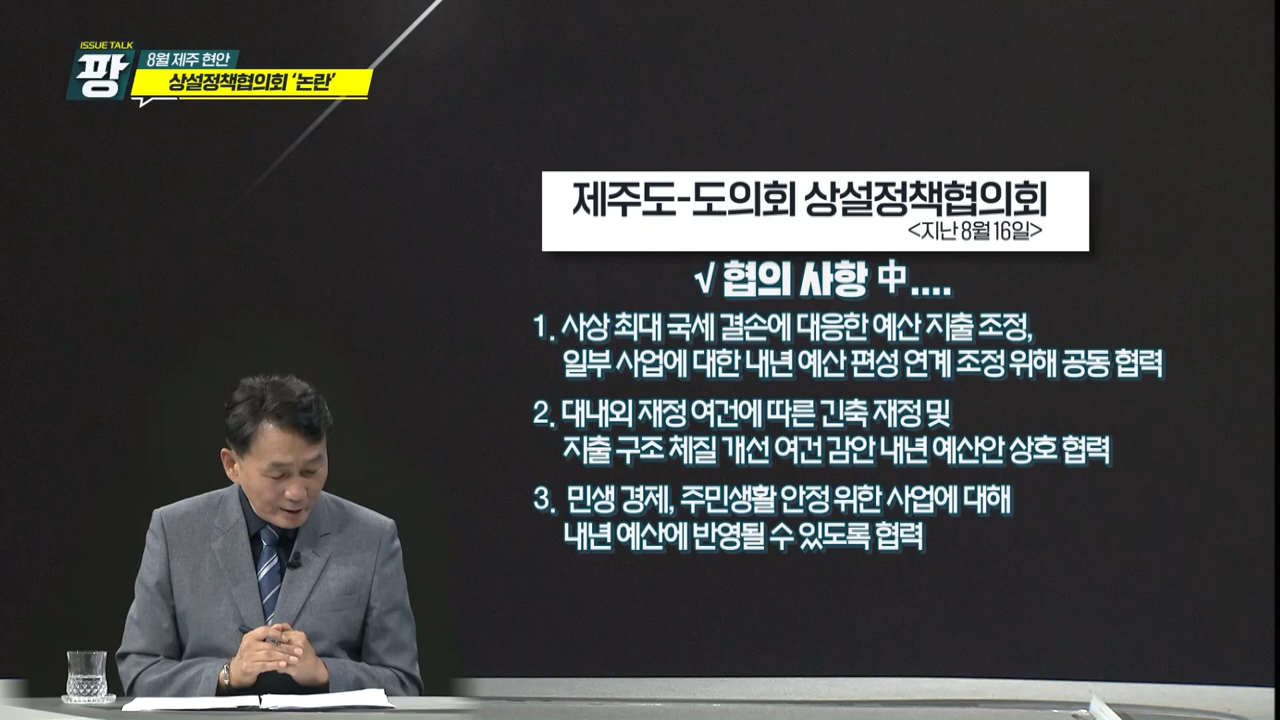 ISSUE TALK
팡
8월 제주 현안
상설정책협의회 ‘논란’
제주도-도의회 상설정책협의회
<지난 8월 16일>
√ 협의 사항 中....
1. 사상 최대 국세 결손에 대응한 예산 지출 조정,
일부 사업에 대한 내년 예산 편성 연계 조정 위해 공동 협력
2. 대내외 재정 여건에 따른 긴축 재정 및
지출 구조 체질 개선 여건 감안 내년 예산안 상호 협력
3. 민생 경제, 주민생활 안정 위한 사업에 대해
내년 예산에 반영될 수 있도록 협력